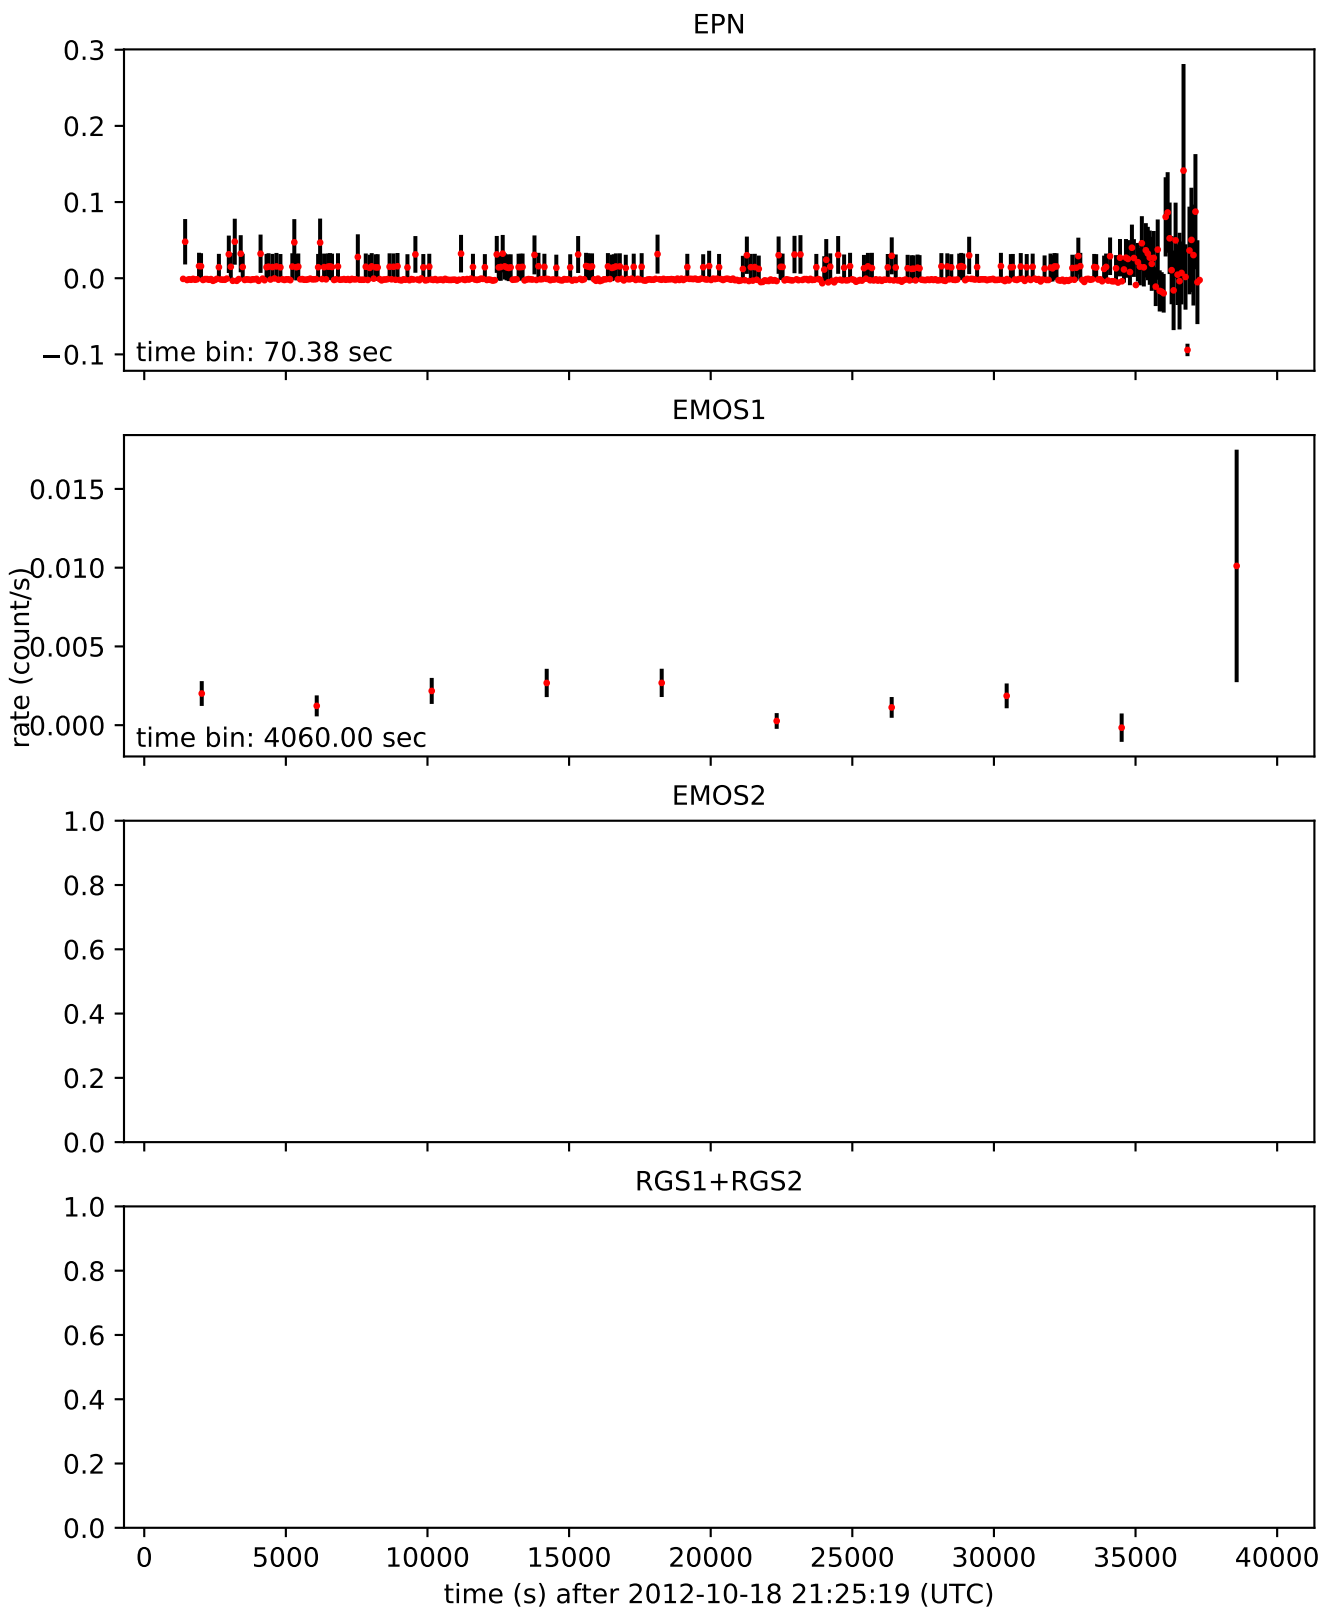 EPN
0.3
0.2
0.1
0.0
−0.1
time bin: 70.38 sec
EMOS1
0.015
0.010
0.005
0.000
time bin: 4060.00 sec
rate (count/s)
EMOS2
1.0
0.8
0.6
0.4
0.2
0.0
RGS1+RGS2
1.0
0.8
0.6
0.4
0.2
0.0
0 5000 10000 15000 20000 25000 30000 35000 40000
time (s) after 2012-10-18 21:25:19 (UTC)